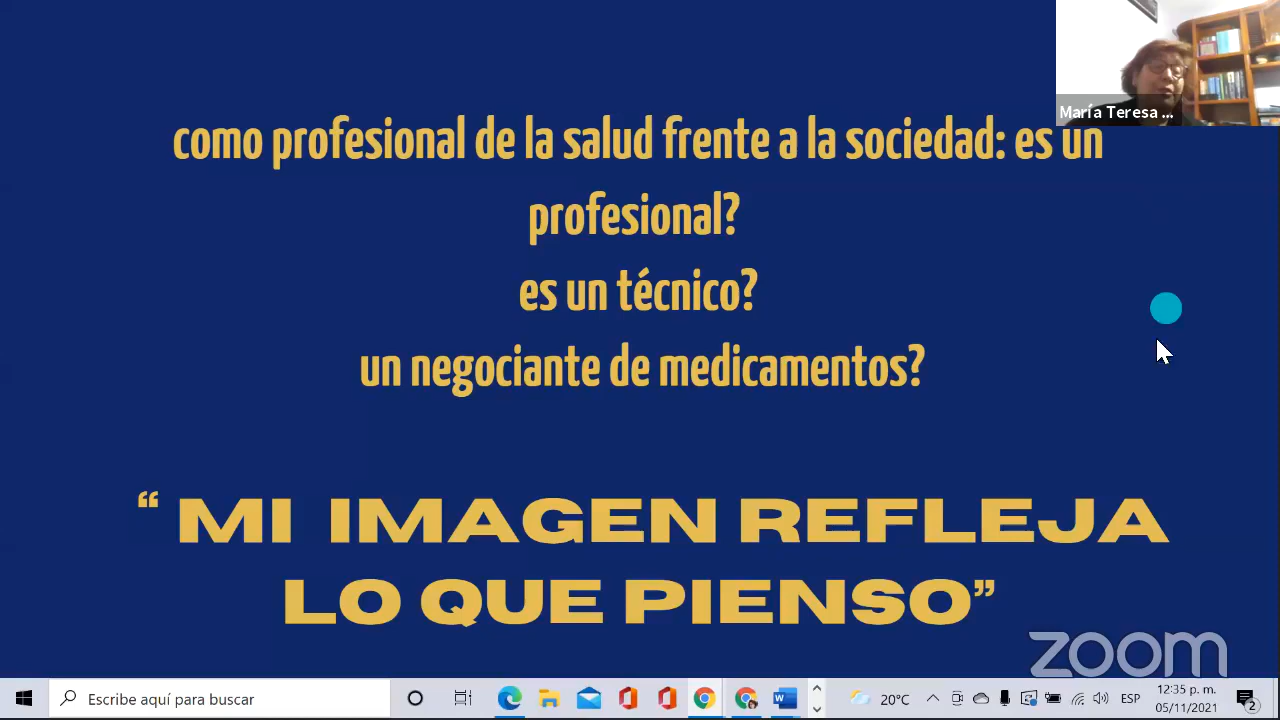 María Teresa ...
como profesional de la salud frente a la sociedad: es un
profesional?
es un técnico?
un negociante de medicamentos?
“ MI IMAGEN REFLEJA
LO QUE PIENSO”
zoom
Escribe aquí para buscar
20°C
ESP
12:35 p. m.
05/11/2021
2